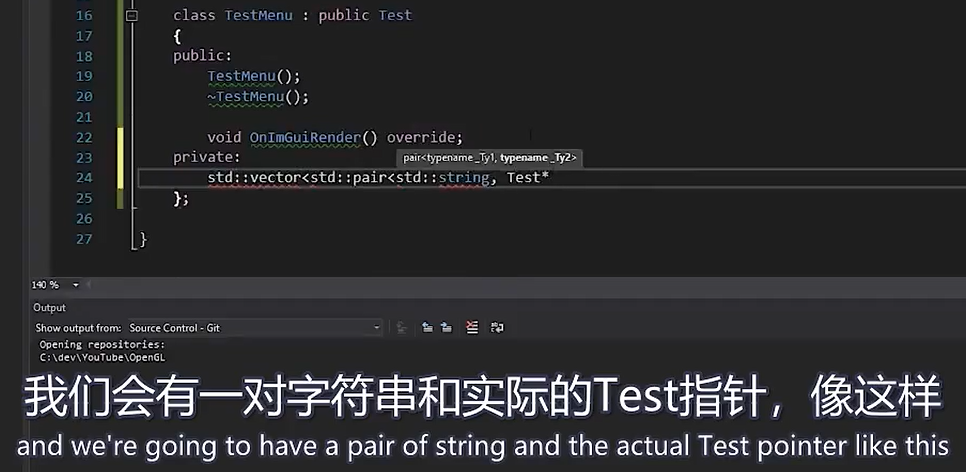 16 class TestMenu : public Test
17 {
18 public:
19 TestMenu();
20 ~TestMenu();
21
22 void OnImGuiRender() override;
23 private:
pair<typename _Ty1, typename _Ty2>
24 std::vector<std::pair<std::string, Test*
25 };
26
27 }
140 %
Output
Show output from: Source Control - Git
Opening repositories:
C:\dev\YouTube\OpenGL
我们会有一对字符串和实际的Test指针，像这样
and we're going to have a pair of string and the actual Test pointer like this